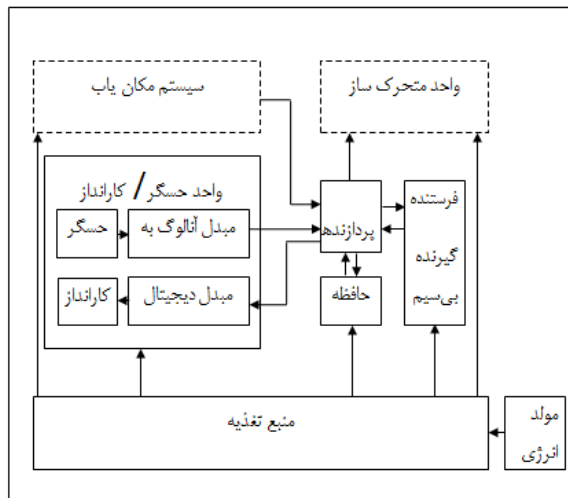 سیستم مکان یاب
واحد متحرک ساز
واحد حسگر/ کارانداز
حسگر
مبدل آنالوگ به
کارانداز
مبدل دیجیتال
پردازنده
حافظه
فرستنده
گیرنده
بی‌سیم
منبع تغذیه
مولد
انرژی